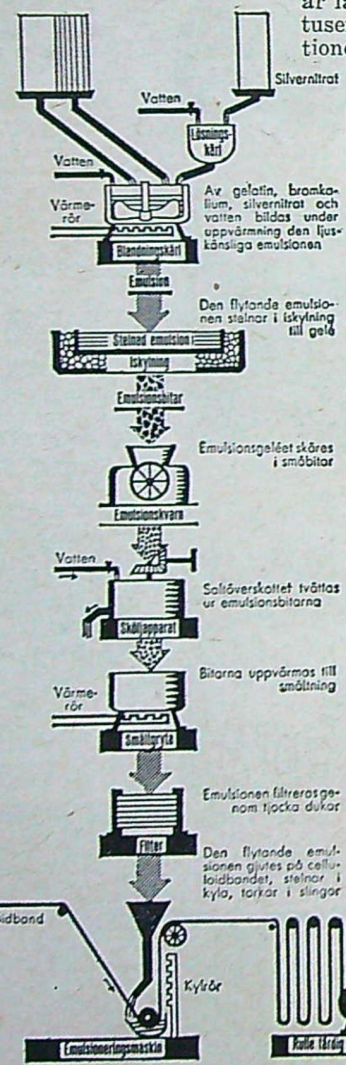 är
tusen
Silvernitrat
Vatten
Lösnings-
kärl
Vatten
Värme-
rör
Blandningskärl
Av gelatin, bromka-
lium, silvernitrat och
vatten bildas under
uppvärmning den ljus-
känsliga emulsionen
Emulsion
Den flytande emulsio-
nen stelnar i iskylning
till gelé
Stelnad emulsion
Iskylning
Emulsionsbitar
Emulsionsgeléet skäres
i småbitar
Emulsionskvarn
Vatten
Saltöverskottet tvättas
ur emulsionsbitarna
Sköljapparat
Bitarna uppvärmas till
smältning
Värme-
rör
Smältgryta
Emulsionen filtreras ge-
nom tjocka dukar
Filter
Den flytande emul-
sionen gjutes på cellu-
loidbandet, stelnar i
kyla, torkar i slingor
oidband
Kylrör
Emulsioneringsmaskin
Rulle färdig